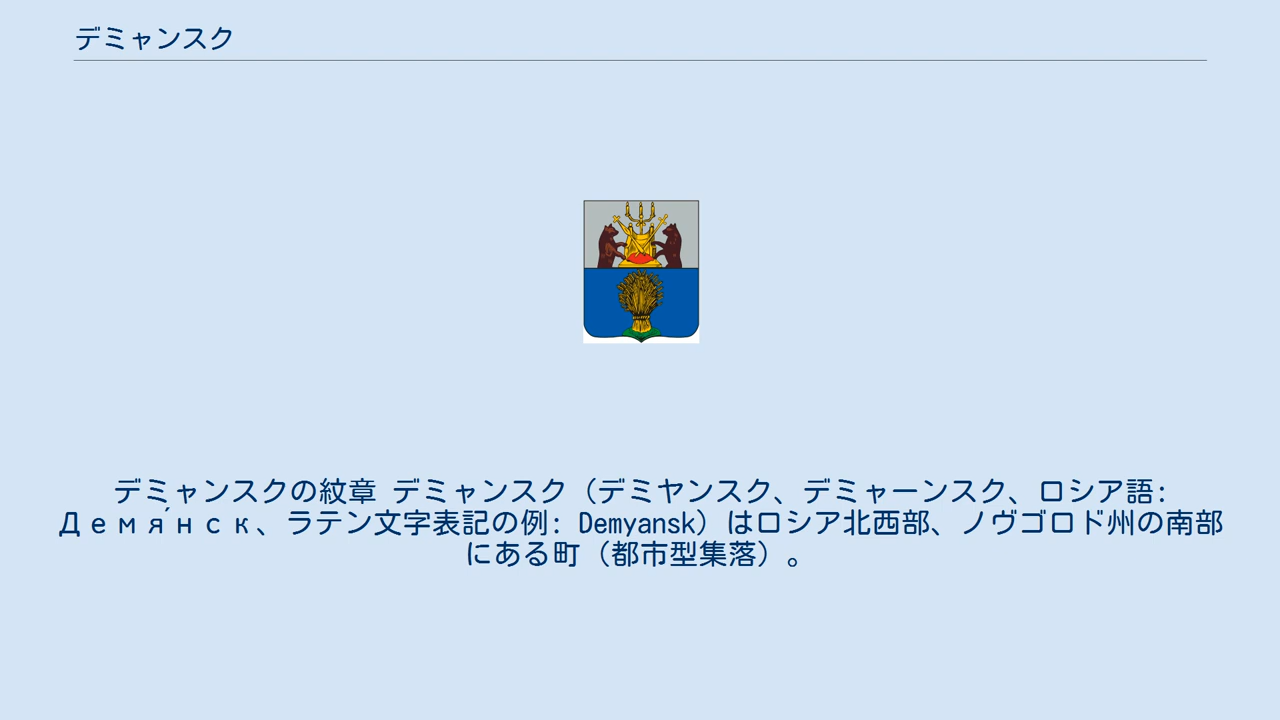 デミャンスク
デミャンスクの紋章 デミャンスク（デミヤンスク、デミャーンスク、ロシア語:
Демя́нск、ラテン文字表記の例: Demyansk）はロシア北西部、ノヴゴロド州の南部
にある町（都市型集落）。